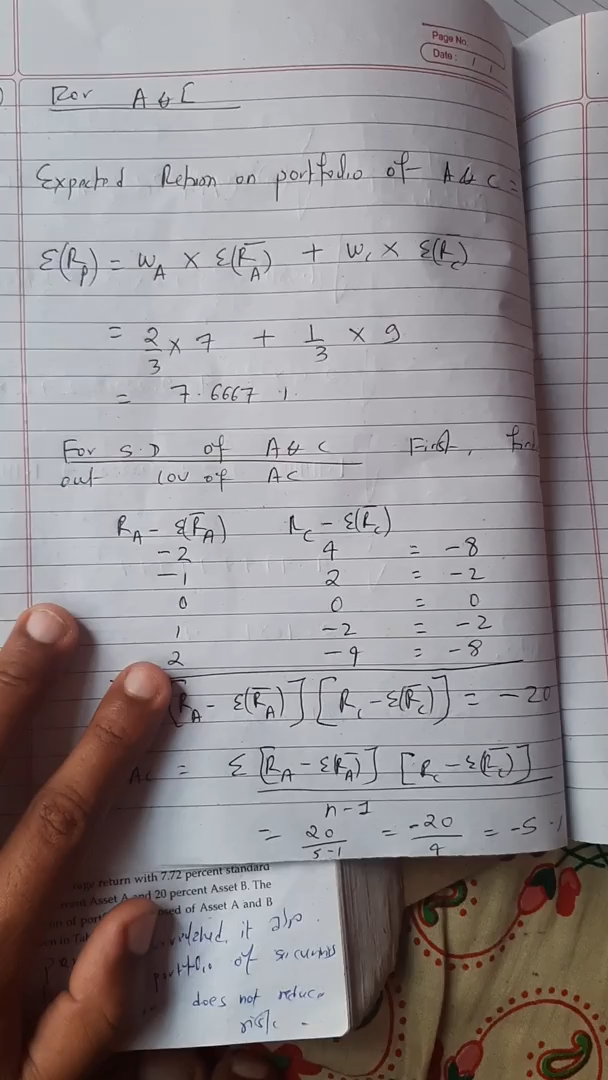 Page No.
Date: / /
For A & C
Expected Return on portfolio of A & C =
Ɛ(Rp) = WA × Ɛ(R̄A) + Wc × Ɛ(R̄c)
= 2/3 × 7 + 1/3 × 9
= 7.6667 %
For S.D of A & C First, find
out cov of AC
RA - Ɛ(R̄A) Rc - Ɛ(R̄c)
-2 4 = -8
-1 2 = -2
0 0 = 0
1 -2 = -2
2 -4 = -8
[RA - Ɛ(R̄A)] [Rc - Ɛ(R̄c)] = -20
AC = Ɛ [RA - Ɛ(R̄A)] [Rc - Ɛ(R̄c)]
n-1
= 20/5-1 = -20/4 = -5
return with 7.72 percent standard
Asset A and 20 percent Asset B. The
of Asset A and B
it also
portfolio of securities
does not reduce
risk